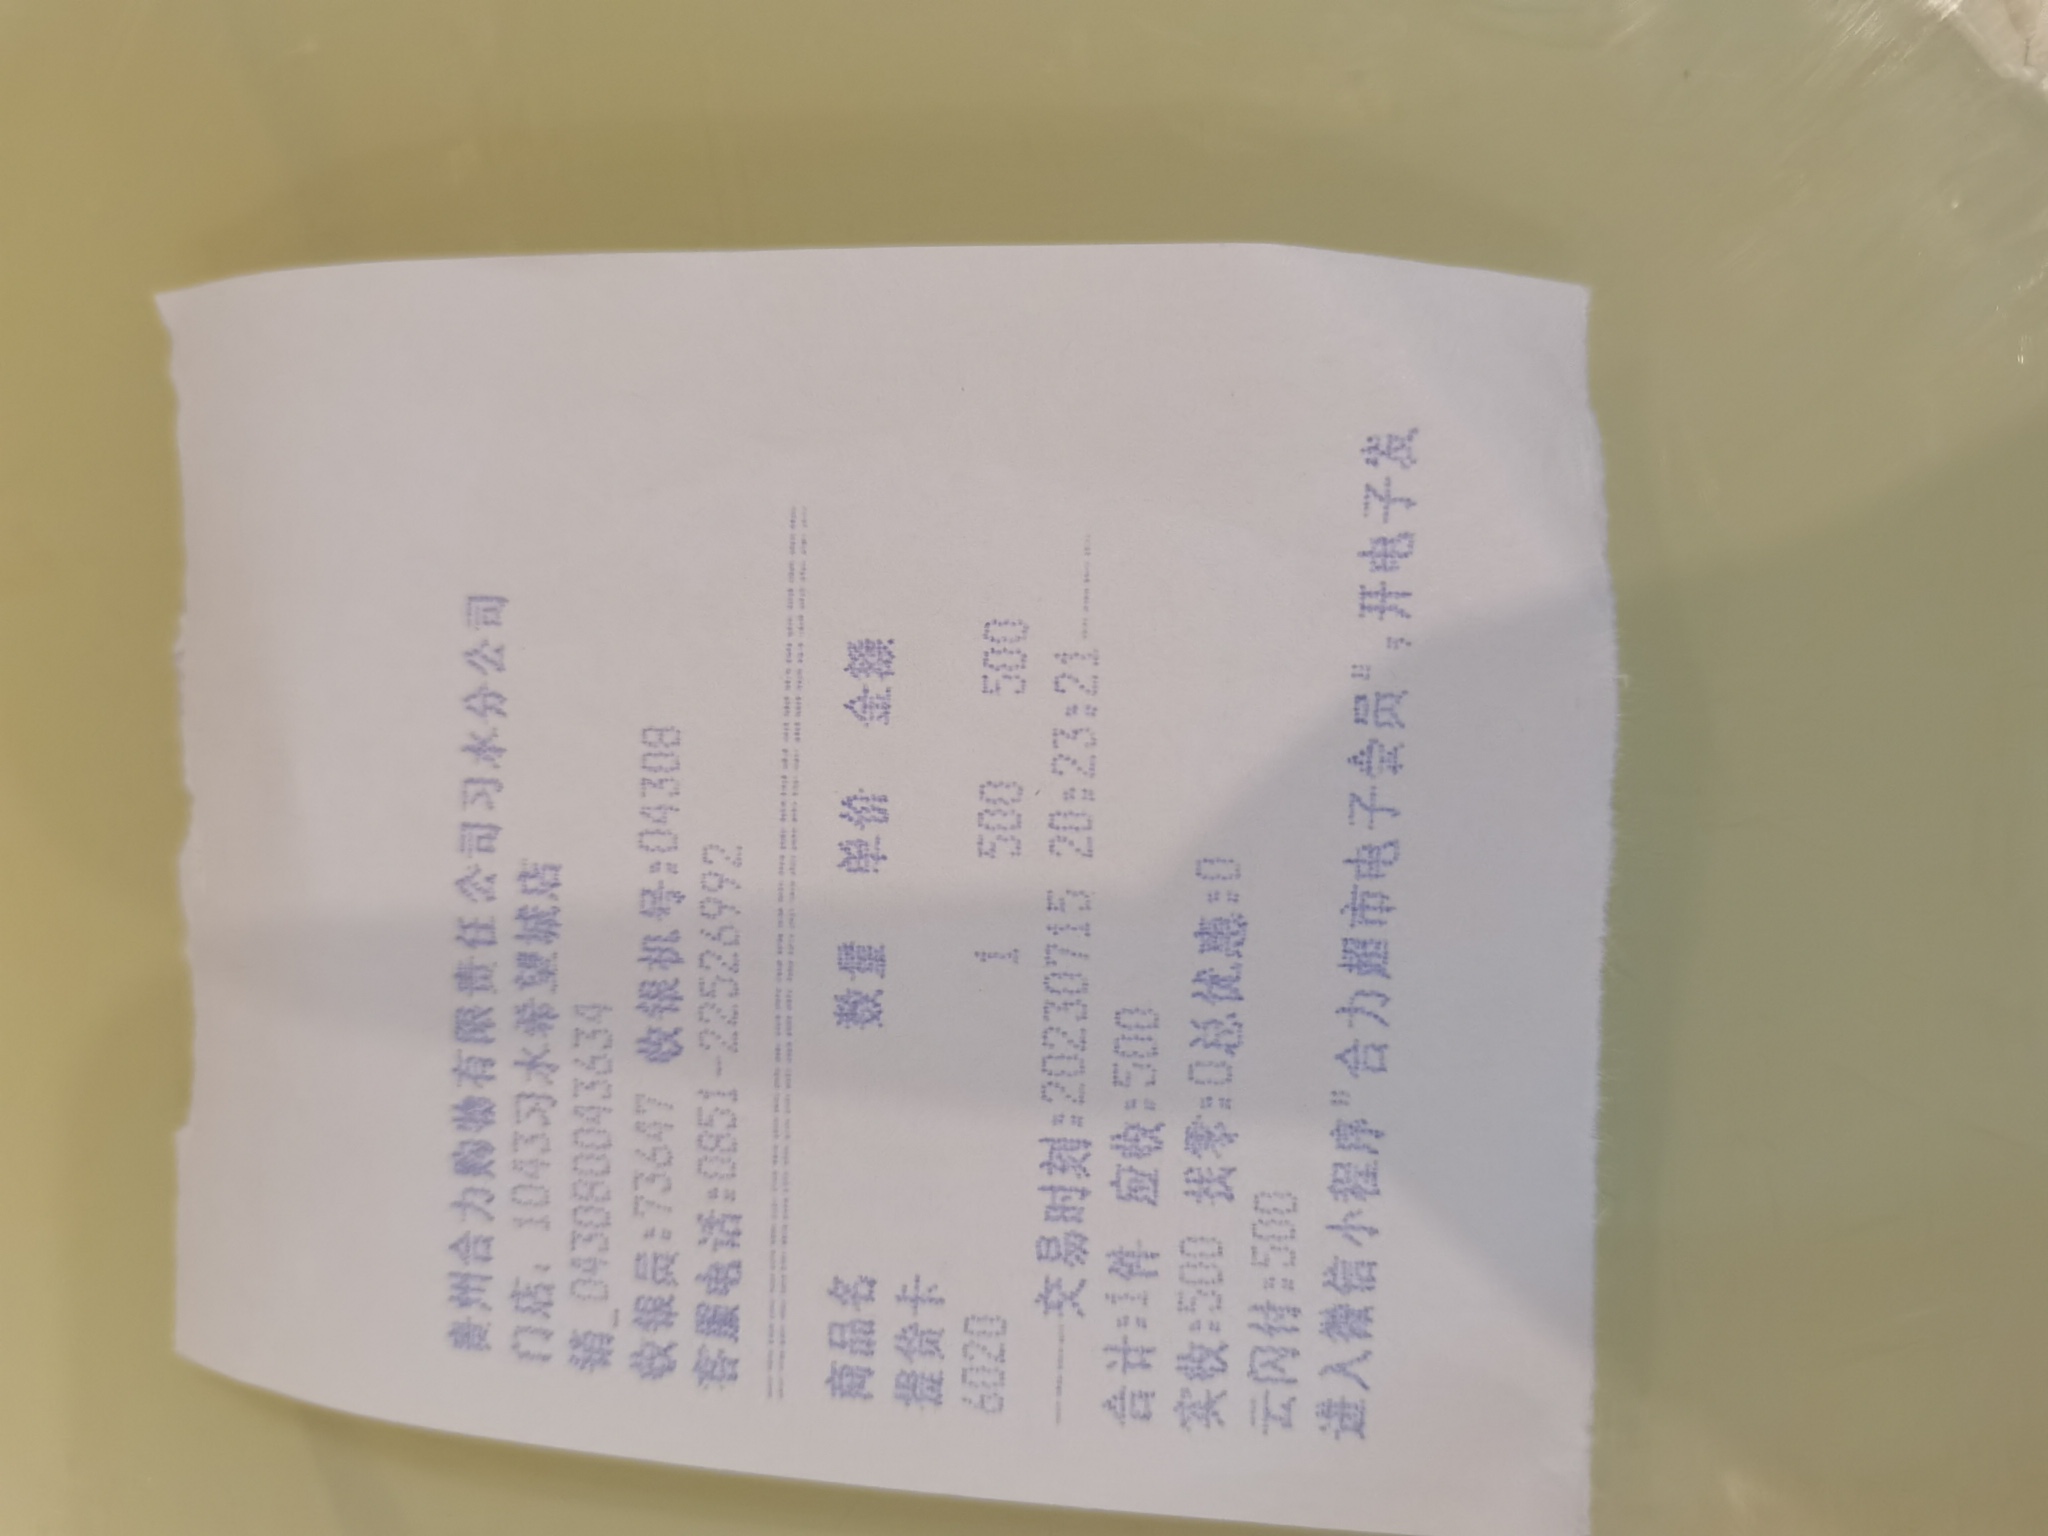 贵州合力购物有限责任公司习水分公司
门店: 1043习水希望城店
销_043080043634
收银员:73647 收银机号:04308
客服电话:0851-22526992
商品名 数量 单价 金额
提货卡
6020 1 500 500
交易时刻:20230715 20:23:21
合计:1件 应收:500
实收:500 找零:0总优惠:0
云闪付:500
进入微信小程序"合力超市电子会员",开电子发